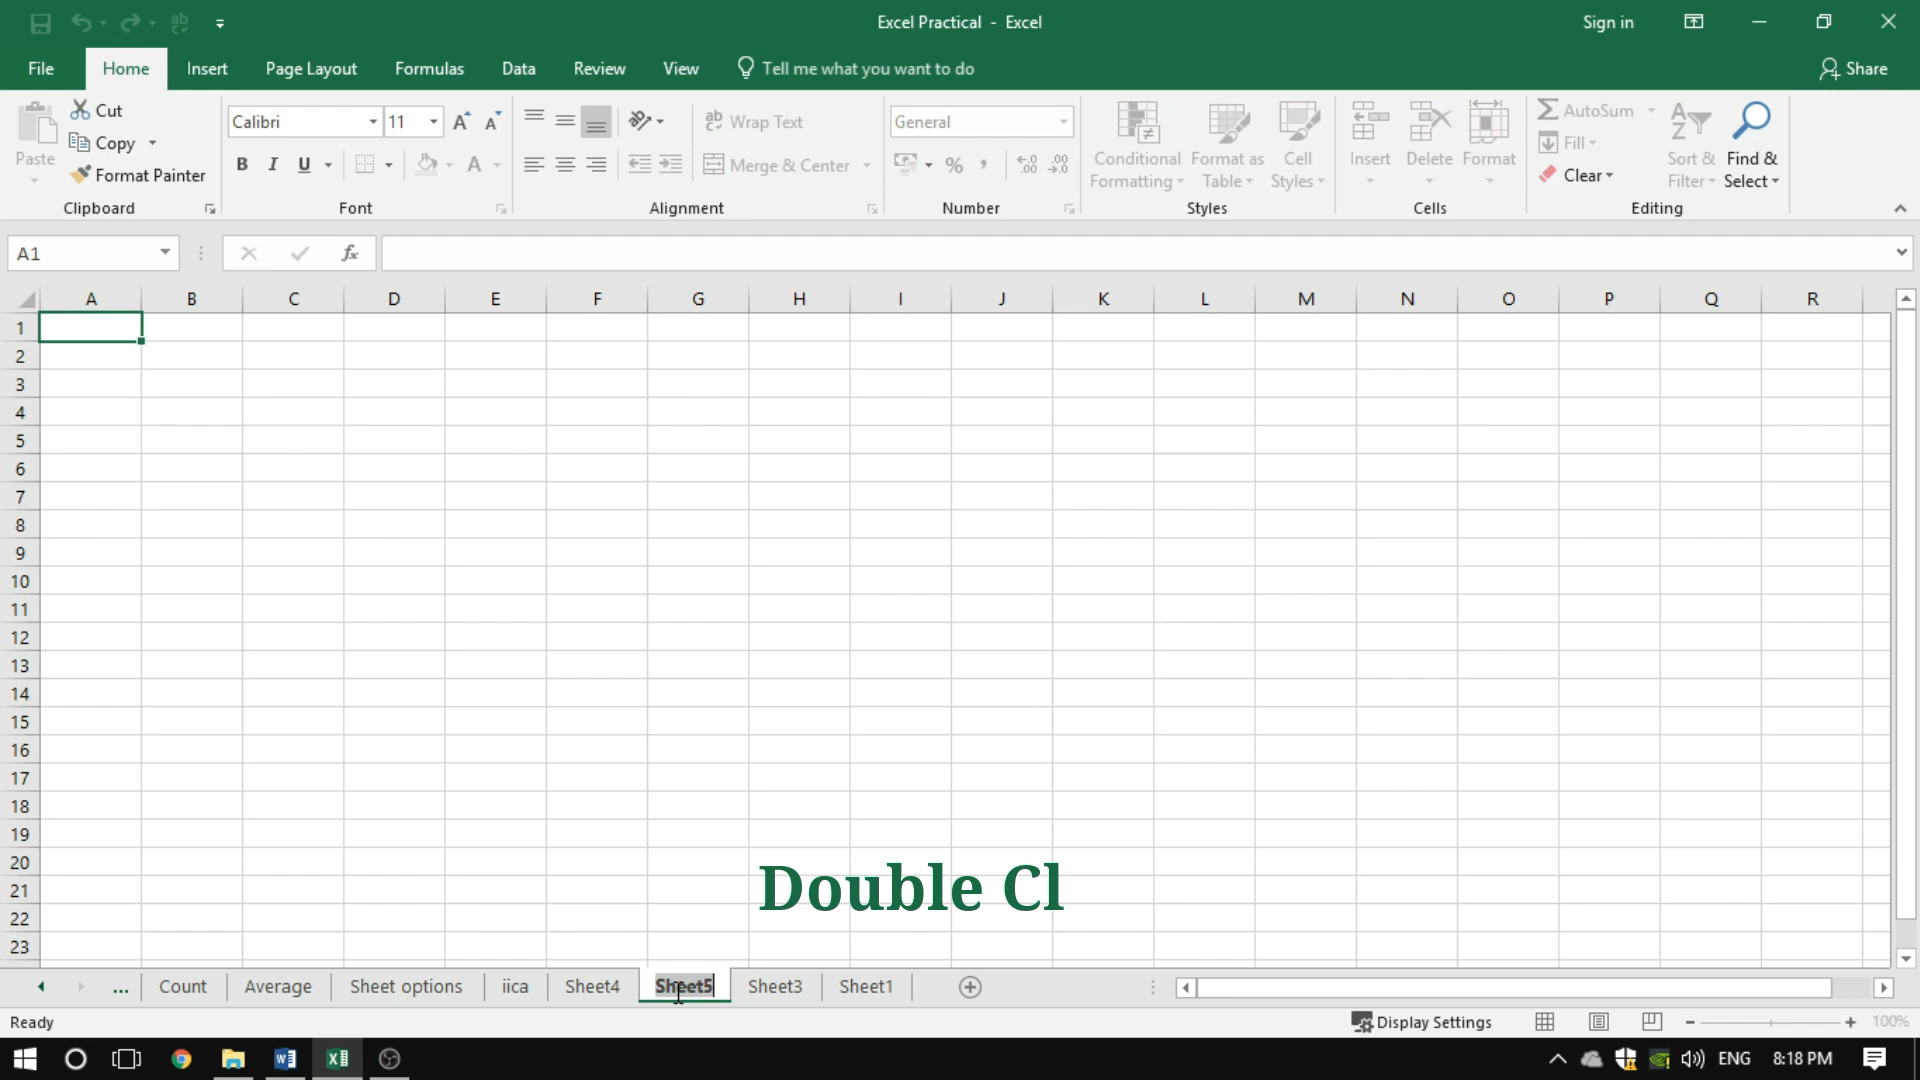 Excel Practical - Excel
Sign in
File Home Insert Page Layout Formulas Data Review View Tell me what you want to do Share
Paste
Cut
Copy
Format Painter
Clipboard
Calibri 11
B I U
Font
Wrap Text
Merge & Center
Alignment
General
%
Number
Conditional Formatting
Format as Table
Cell Styles
Styles
Insert Delete Format
Cells
AutoSum
Fill
Clear
Sort & Filter
Find & Select
Editing
A1
fx
A B C D E F G H I J K L M N O P Q R
1
2
3
4
5
6
7
8
9
10
11
12
13
14
15
16
17
18
19
20
21
22
23
Double Cl
... Count Average Sheet options iica Sheet4 Sheet5 Sheet3 Sheet1
Ready
Display Settings
100%
ENG 8:18 PM